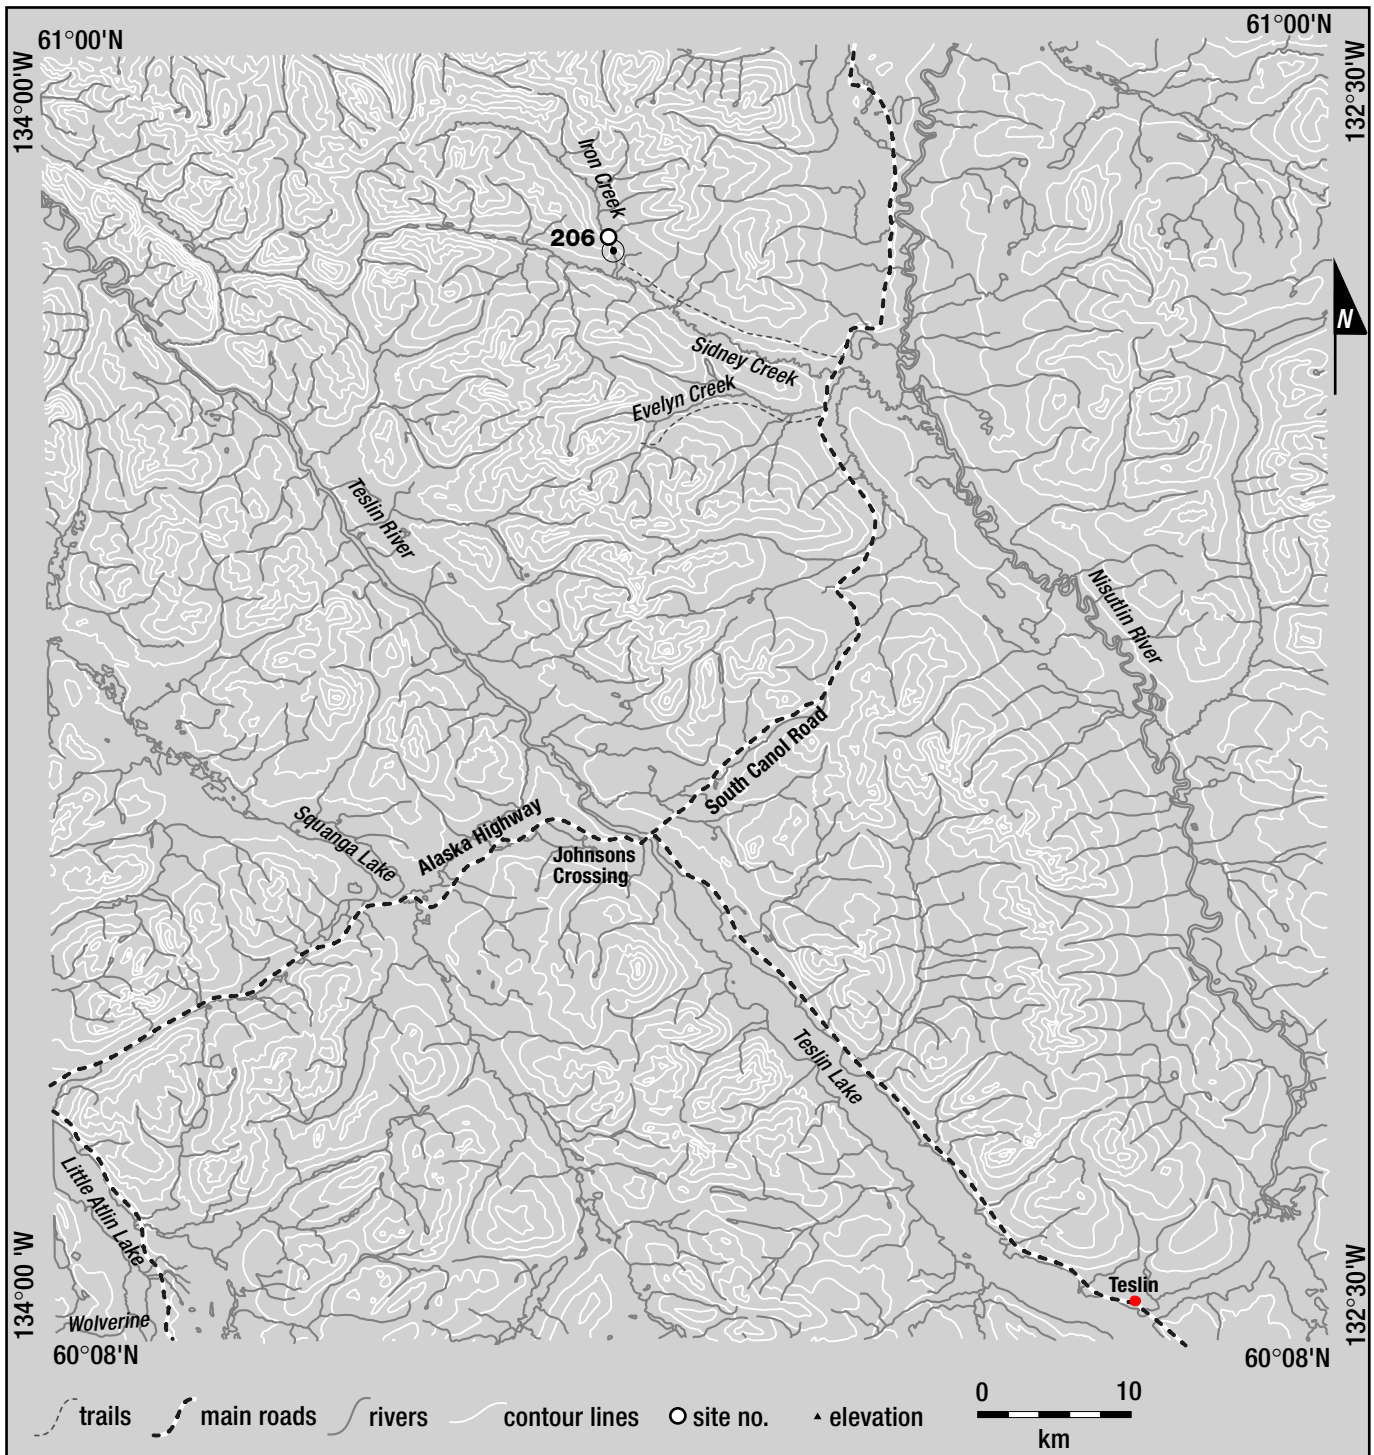 61°00'N
61°00'N
134°00'W
132°30'W
Iron Creek
206
N
Sidney Creek
Evelyn Creek
Teslin River
Nisutlin River
South Canol Road
Squanga Lake
Alaska Highway
Johnsons
Crossing
Teslin Lake
Little Atlin Lake
134°00 'W
132°30'W
Teslin
Wolverine
60°08'N
60°08'N
trails
main roads
rivers
contour lines
site no.
elevation
0
10
km